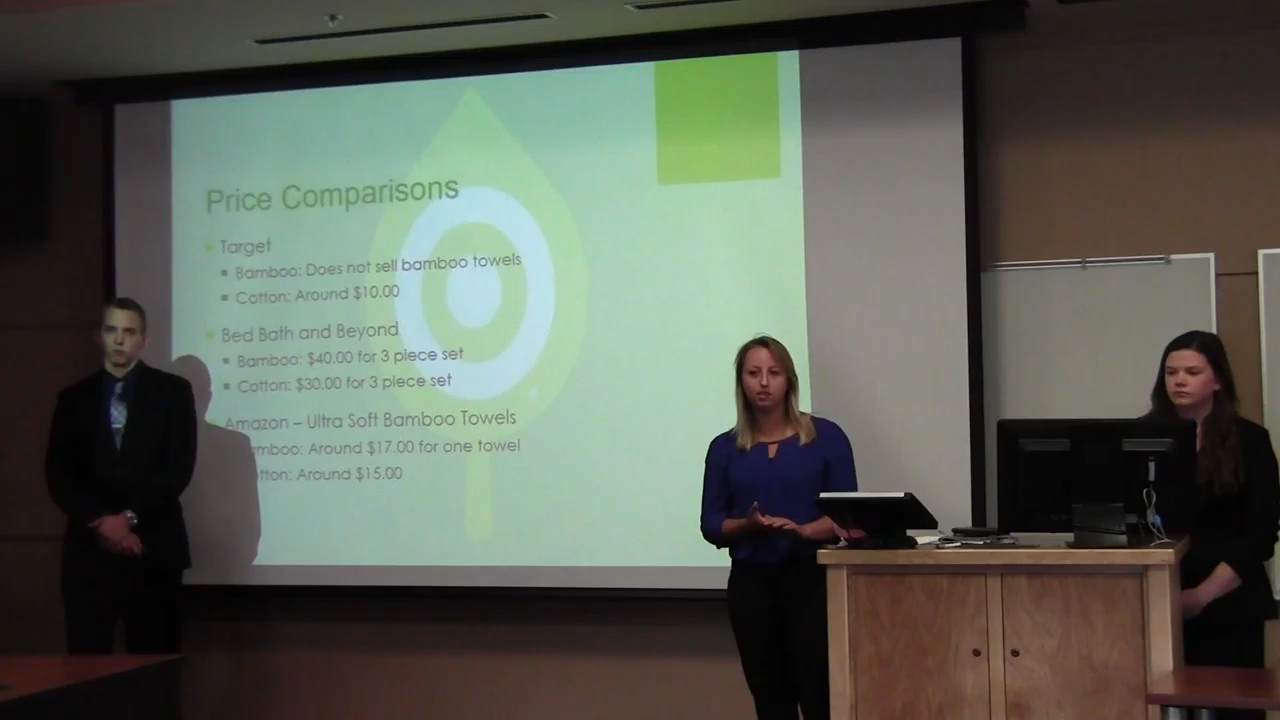 Price Comparisons
Target
Bamboo: Does not sell bamboo towels
Cotton: Around $10.00
Bed Bath and Beyond
Bamboo: $40.00 for 3 piece set
Cotton: $30.00 for 3 piece set
Amazon – Ultra Soft Bamboo Towels
mboo: Around $17.00 for one towel
tton: Around $15.00